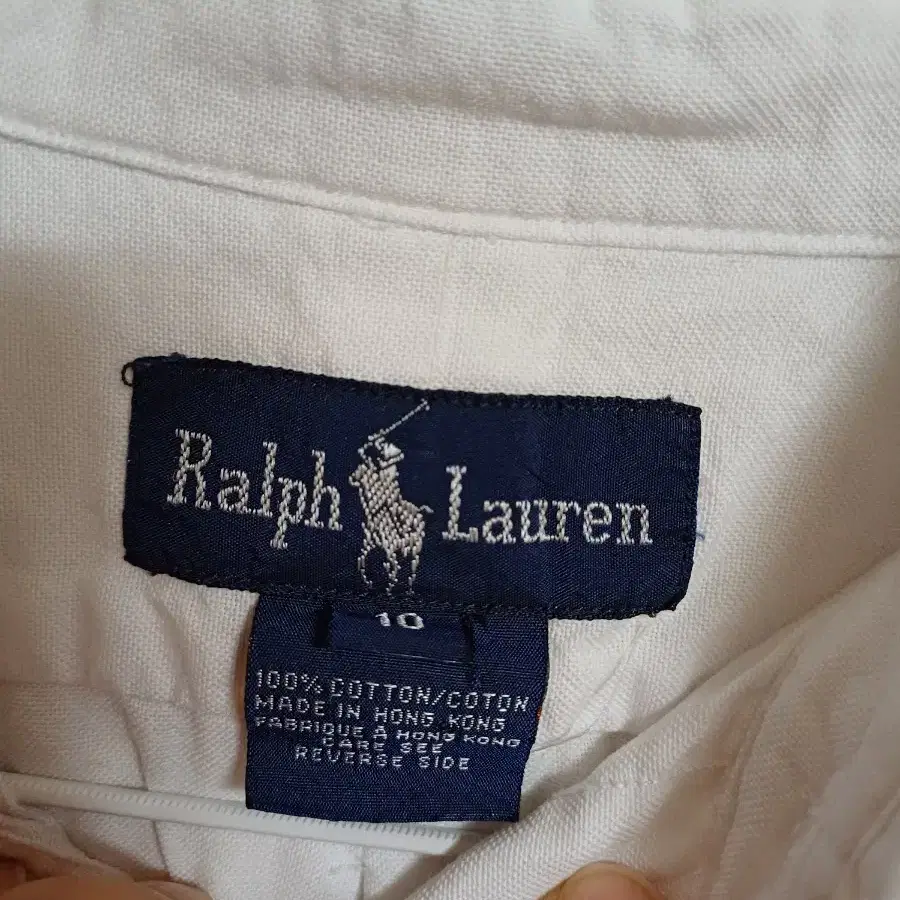 Ralph Lauren
10
100% COTTON/COTON
MADE IN HONG KONG
FABRIQUE A HONG KONG
CARE SEE
REVERSE SIDE